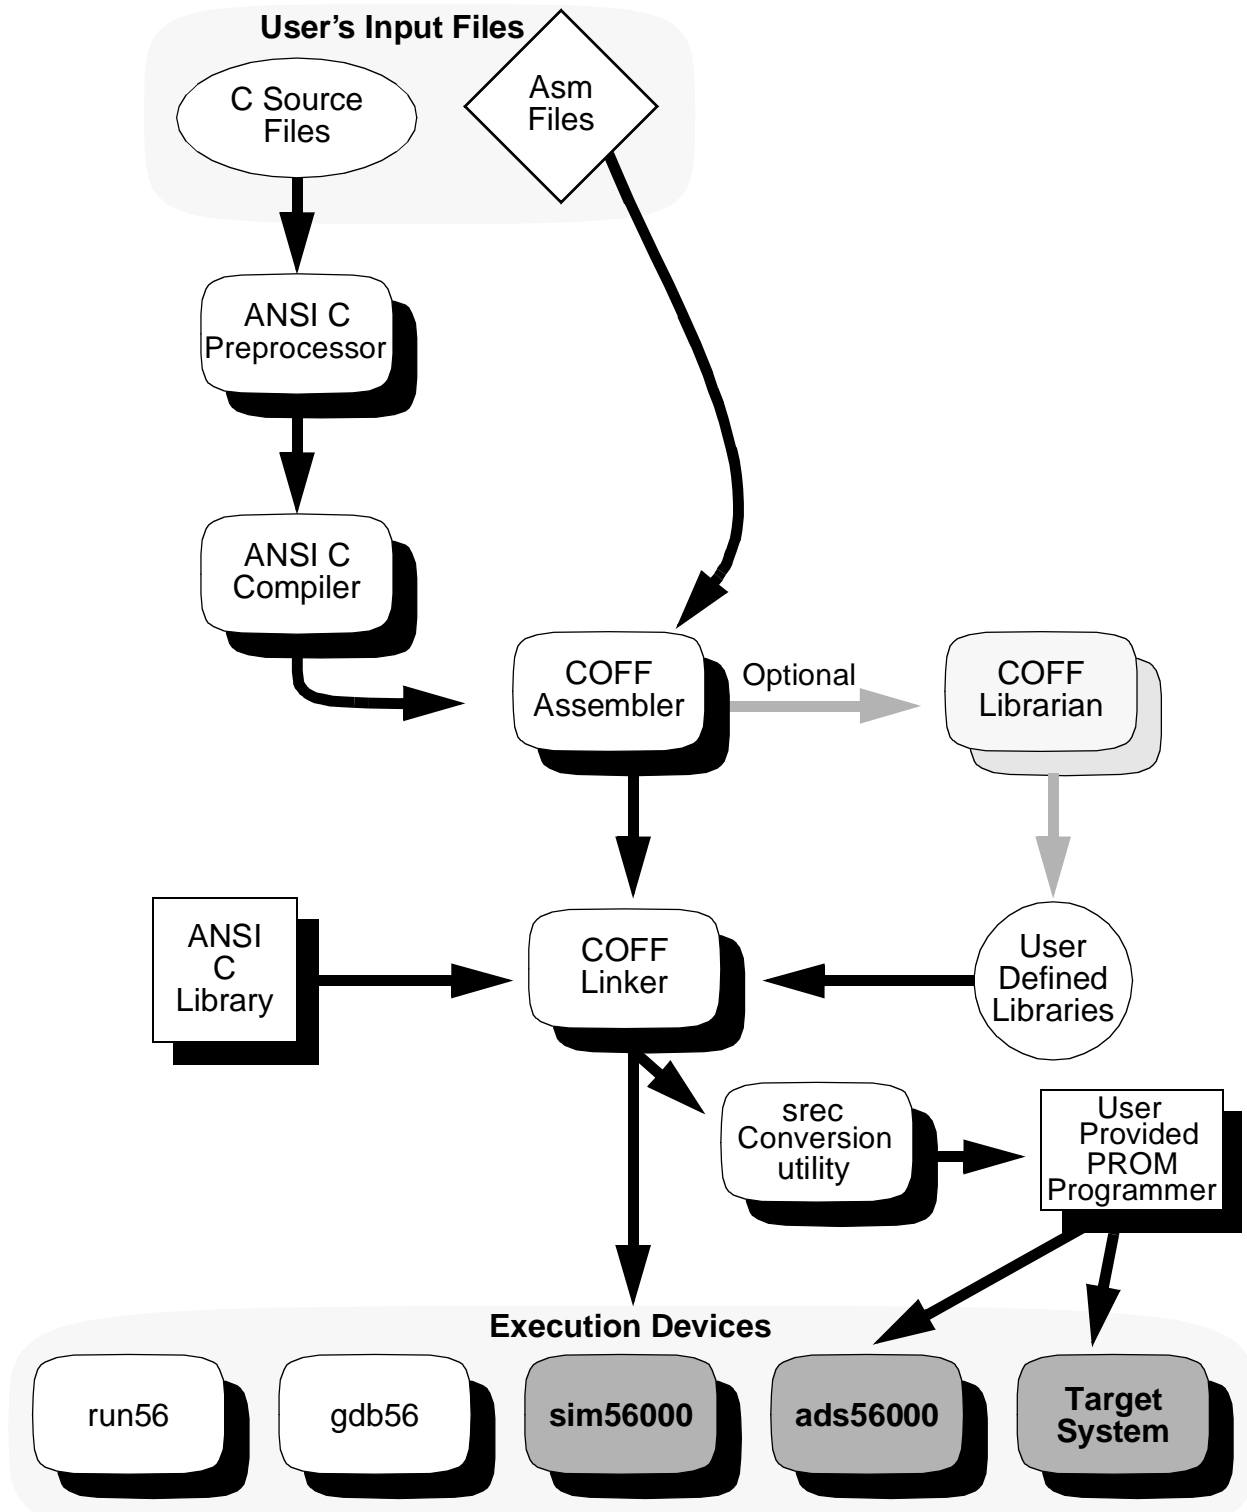 User's Input Files
C Source
Files
Asm
Files
ANSI C
Preprocessor
ANSI C
Compiler
COFF
Assembler
Optional
COFF
Librarian
ANSI
C
Library
COFF
Linker
User
Defined
Libraries
srec
Conversion
utility
User
Provided
PROM
Programmer
Execution Devices
run56
gdb56
sim56000
ads56000
Target
System